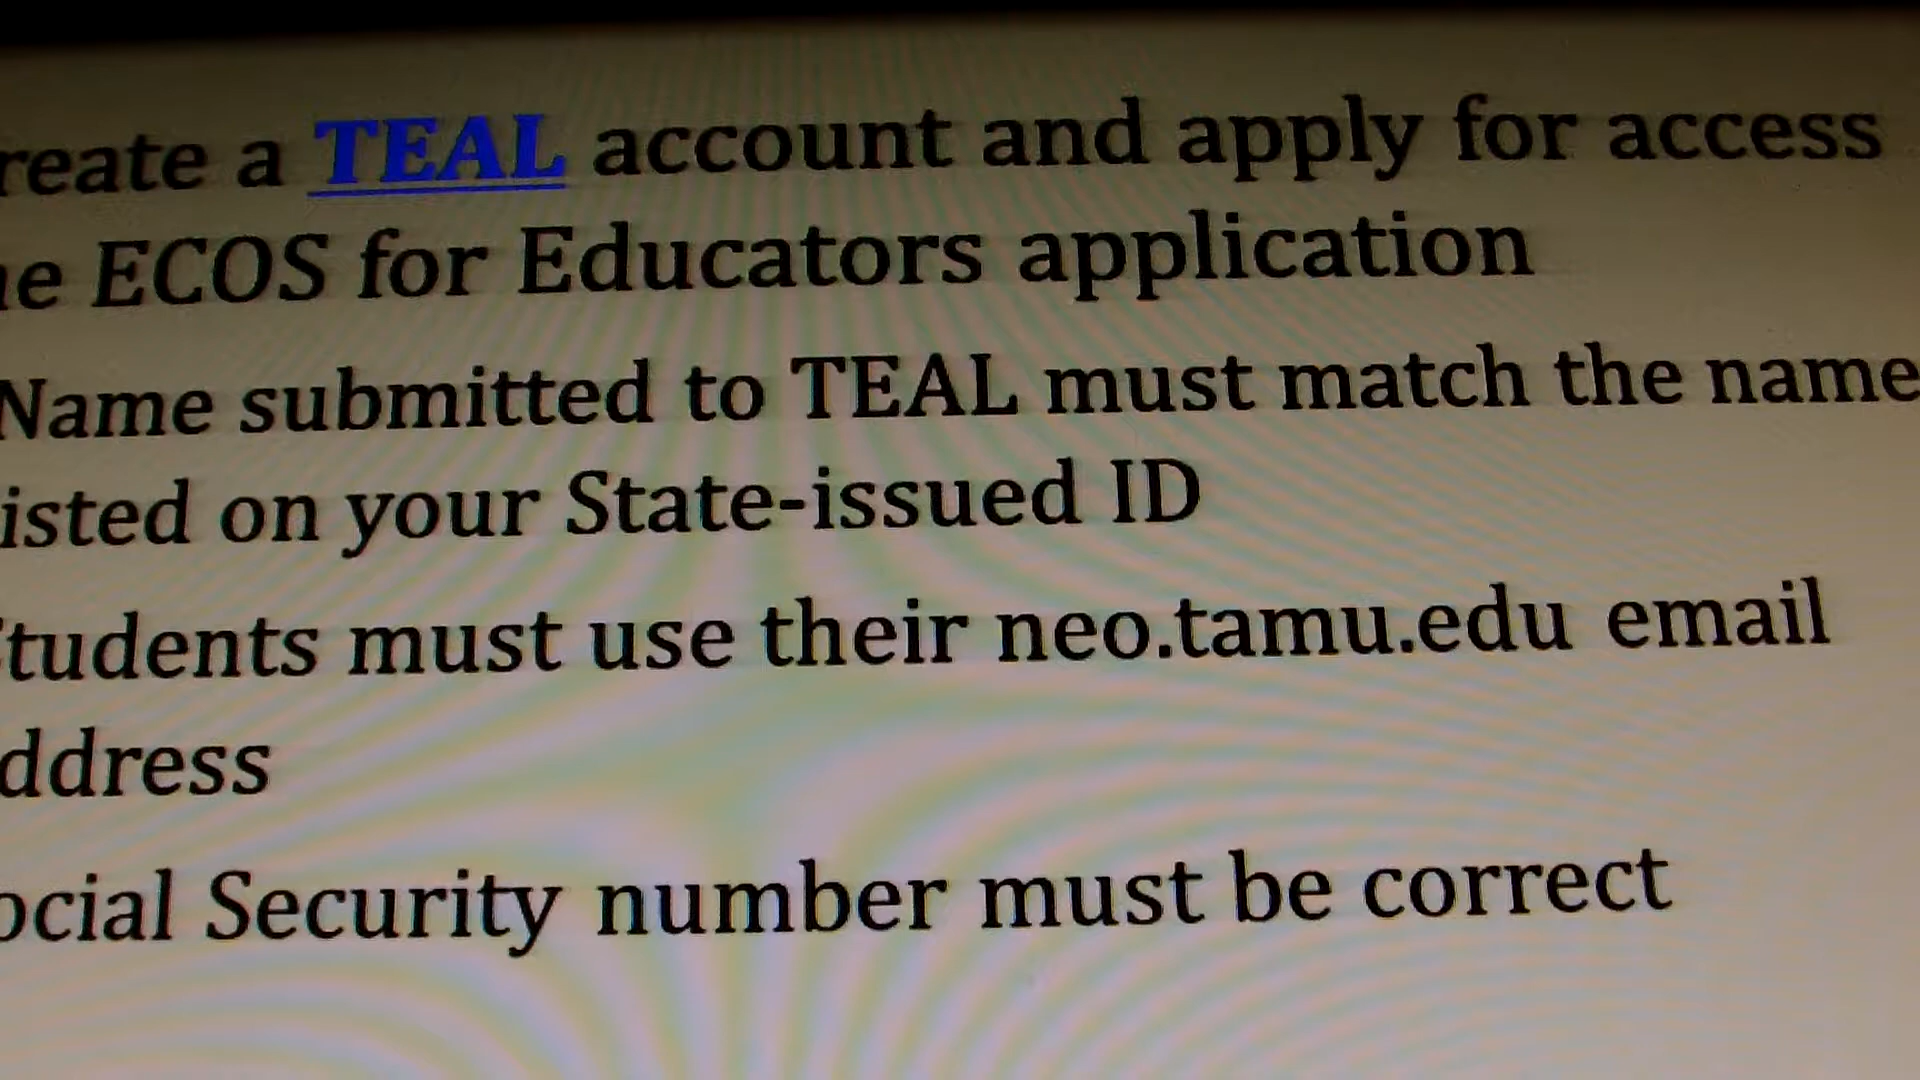 reate a TEAL account and apply for access
e ECOS for Educators application
Name submitted to TEAL must match the name
isted on your State-issued ID
tudents must use their neo.tamu.edu email
ddress
ocial Security number must be correct